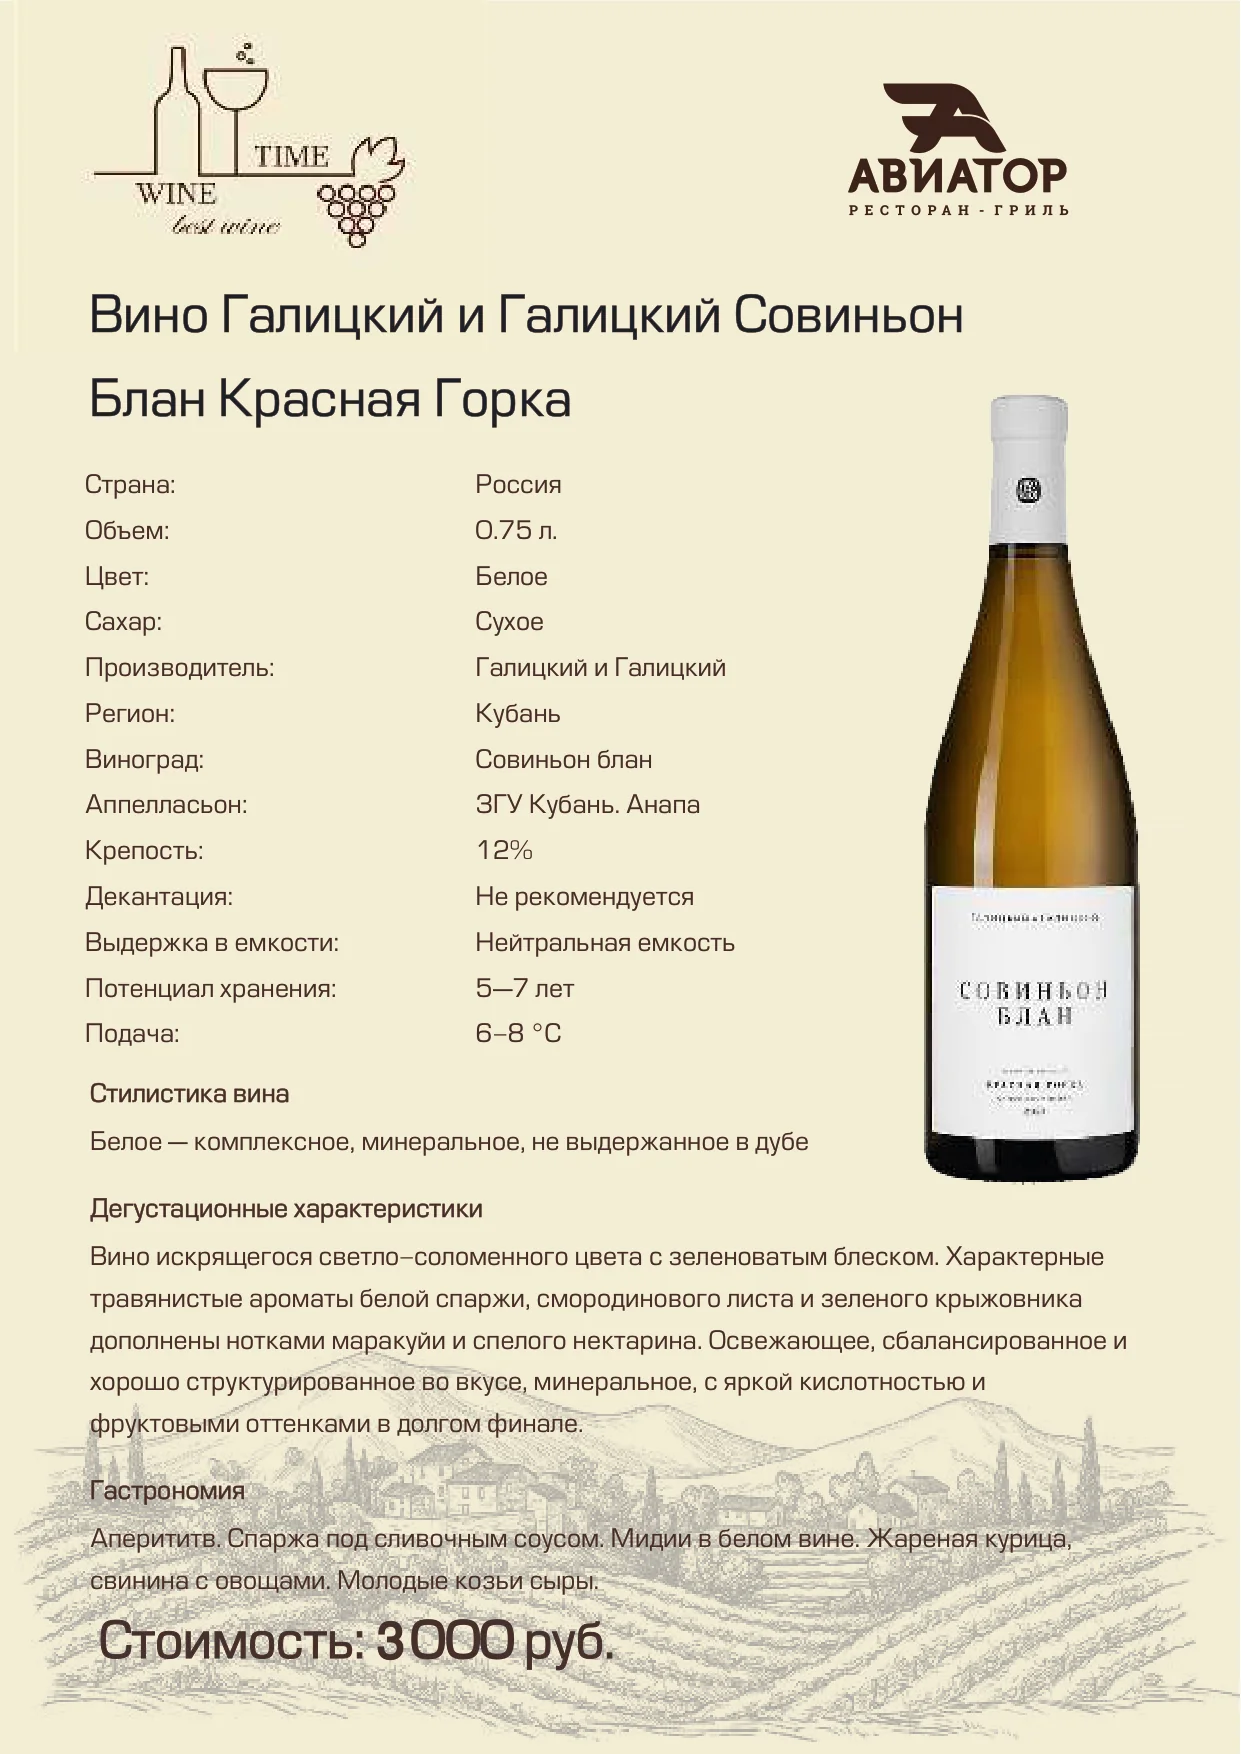 TIME
WINE
best wine
АВИАТОР
РЕСТОРАН-ГРИЛЬ
Вино Галицкий и Галицкий Совиньон
Блан Красная Горка
Страна: Россия
Объем: 0.75 л.
Цвет: Белое
Сахар: Сухое
Производитель: Галицкий и Галицкий
Регион: Кубань
Виноград: Совиньон блан
Аппелласьон: ЗГУ Кубань. Анапа
Крепость: 12%
Декантация: Не рекомендуется
Выдержка в емкости: Нейтральная емкость
Потенциал хранения: 5—7 лет
Подача: 6–8 °C
ГАЛИЦКИЙ и ГАЛИЦКИЙ
СОВИНЬОН
БЛАН
КРАСНАЯ ГОРКА
Стилистика вина
Белое — комплексное, минеральное, не выдержанное в дубе
Дегустационные характеристики
Вино искрящегося светло–соломенного цвета с зеленоватым блеском. Характерные
травянистые ароматы белой спаржи, смородинового листа и зеленого крыжовника
дополнены нотками маракуйи и спелого нектарина. Освежающее, сбалансированное и
хорошо структурированное во вкусе, минеральное, с яркой кислотностью и
фруктовыми оттенками в долгом финале.
Гастрономия
Аперититв. Спаржа под сливочным соусом. Мидии в белом вине. Жареная курица,
свинина с овощами. Молодые козьи сыры.
Стоимость: 3 000 руб.